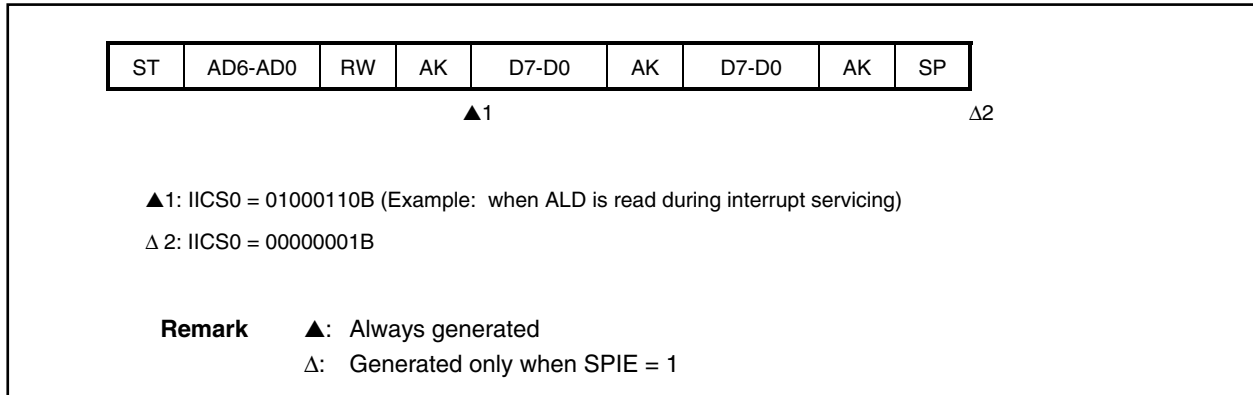 ST AD6-AD0 RW AK D7-D0 AK D7-D0 AK SP
▲1 Δ2
▲1: IICS0 = 01000110B (Example: when ALD is read during interrupt servicing)
Δ 2: IICS0 = 00000001B
Remark ▲: Always generated
Δ: Generated only when SPIE = 1